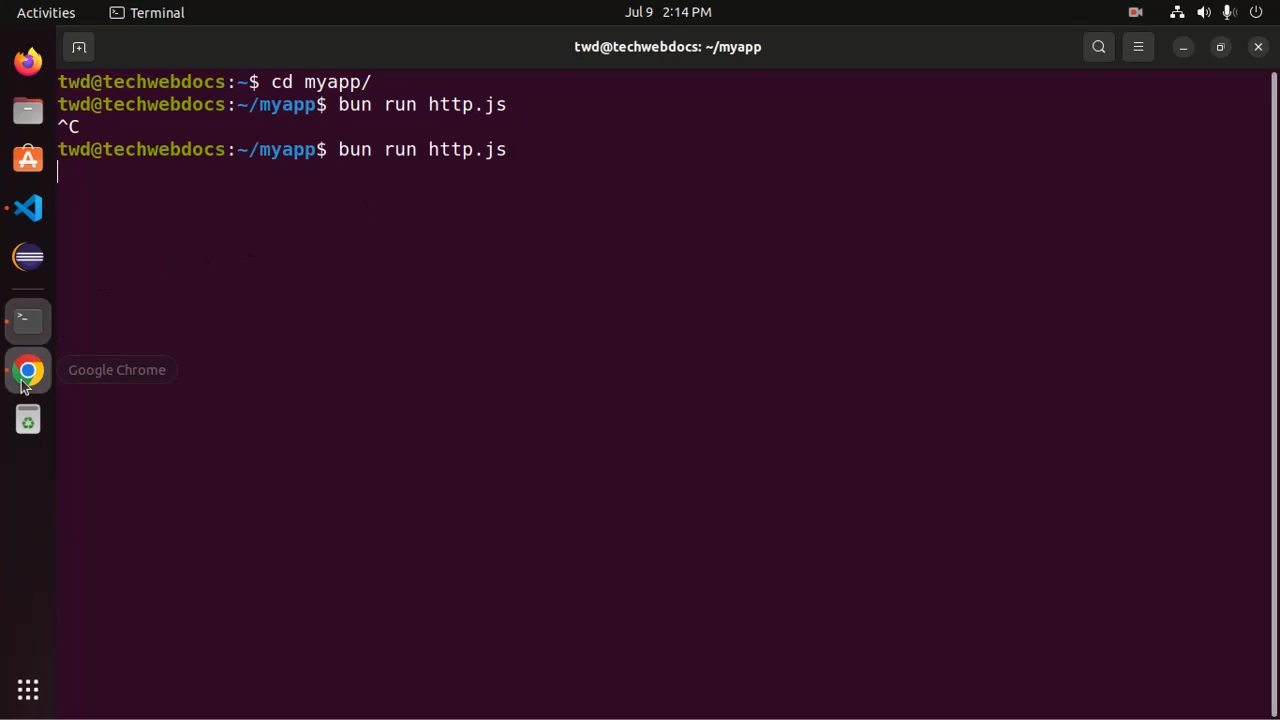 Activities Terminal Jul 9 2:14 PM
twd@techwebdocs: ~/myapp
twd@techwebdocs:~$ cd myapp/
twd@techwebdocs:~/myapp$ bun run http.js
^C
twd@techwebdocs:~/myapp$ bun run http.js
>_
Google Chrome